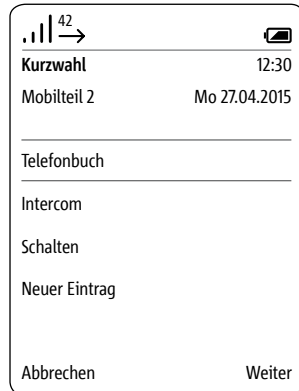 42
Kurzwahl 12:30
Mobilteil 2 Mo 27.04.2015
Telefonbuch
Intercom
Schalten
Neuer Eintrag
Abbrechen Weiter